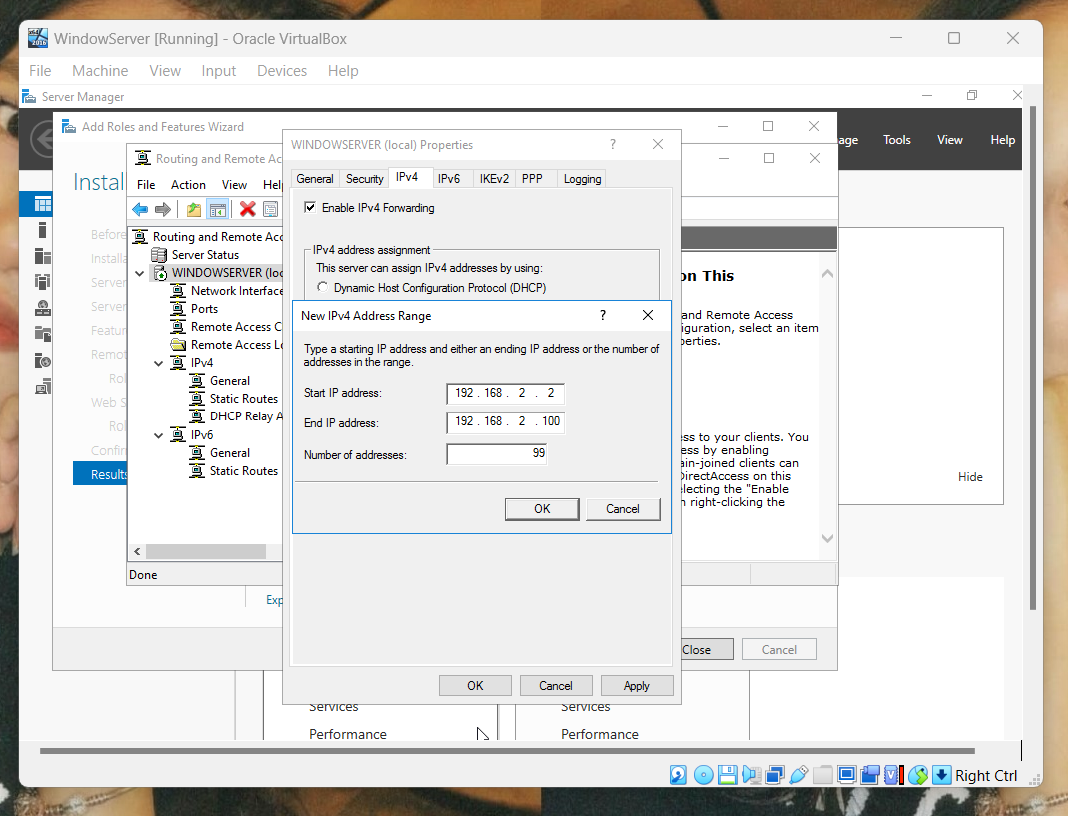 WindowServer [Running] - Oracle VirtualBox
File Machine View Input Devices Help
Server Manager
Add Roles and Features Wizard
age Tools View Help
Instal
Before
Installa
Server
Server
Featur
Remot
Rol
Web S
Rol
Confir
Results
Routing and Remote Ac
File Action View Hel
Routing and Remote Acc
Server Status
WINDOWSERVER (loc
Network Interface
Ports
Remote Access C
Remote Access Lo
IPv4
General
Static Routes
DHCP Relay A
IPv6
General
Static Routes
Done
WINDOWSERVER (local) Properties
General Security IPv4 IPv6 IKEv2 PPP Logging
Enable IPv4 Forwarding
IPv4 address assignment
This server can assign IPv4 addresses by using:
Dynamic Host Configuration Protocol (DHCP)
New IPv4 Address Range
Type a starting IP address and either an ending IP address or the number of
addresses in the range.
Start IP address: 192 . 168 . 2 . 2
End IP address: 192 . 168 . 2 . 100
Number of addresses: 99
OK Cancel
OK Cancel Apply
on This
and Remote Access
iguration, select an item
perties.
ess to your clients. You
ess by enabling
ain-joined clients can
DirectAccess on this
electing the "Enable
n right-clicking the
Hide
Exp
Close Cancel
Services Services
Performance Performance
Right Ctrl